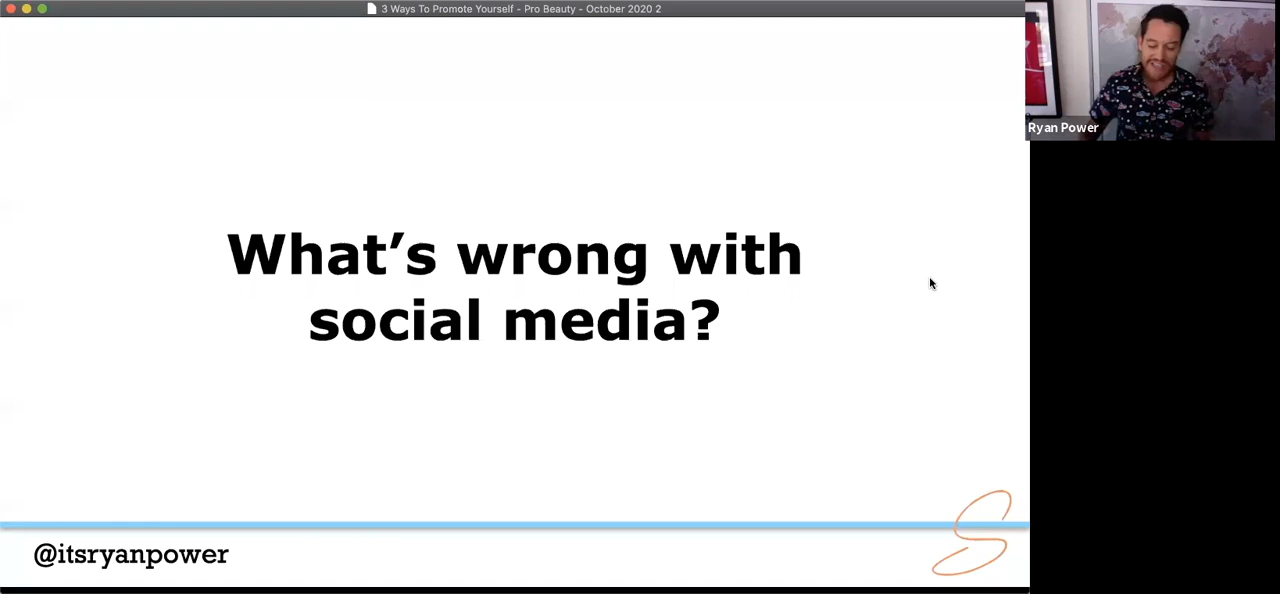 3 Ways To Promote Yourself - Pro Beauty - October 2020 2
Ryan Power
What's wrong with
social media?
@itsryanpower
S